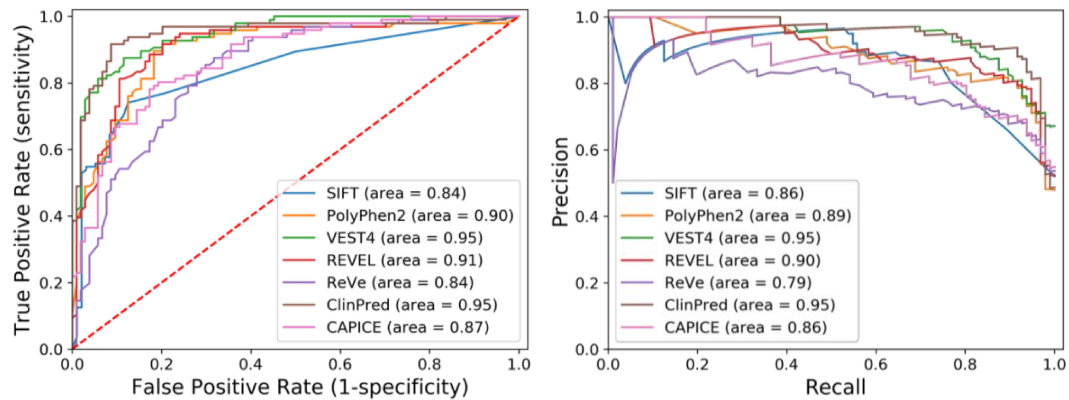 1.0
0.8
0.6
0.4
0.2
0.0
True Positive Rate (sensitivity)
SIFT (area = 0.84)
PolyPhen2 (area = 0.90)
VEST4 (area = 0.95)
REVEL (area = 0.91)
ReVe (area = 0.84)
ClinPred (area = 0.95)
CAPICE (area = 0.87)
0.0 0.2 0.4 0.6 0.8 1.0
False Positive Rate (1-specificity)
1.0
0.8
0.6
0.4
0.2
0.0
Precision
SIFT (area = 0.86)
PolyPhen2 (area = 0.89)
VEST4 (area = 0.95)
REVEL (area = 0.90)
ReVe (area = 0.79)
ClinPred (area = 0.95)
CAPICE (area = 0.86)
0.0 0.2 0.4 0.6 0.8 1.0
Recall